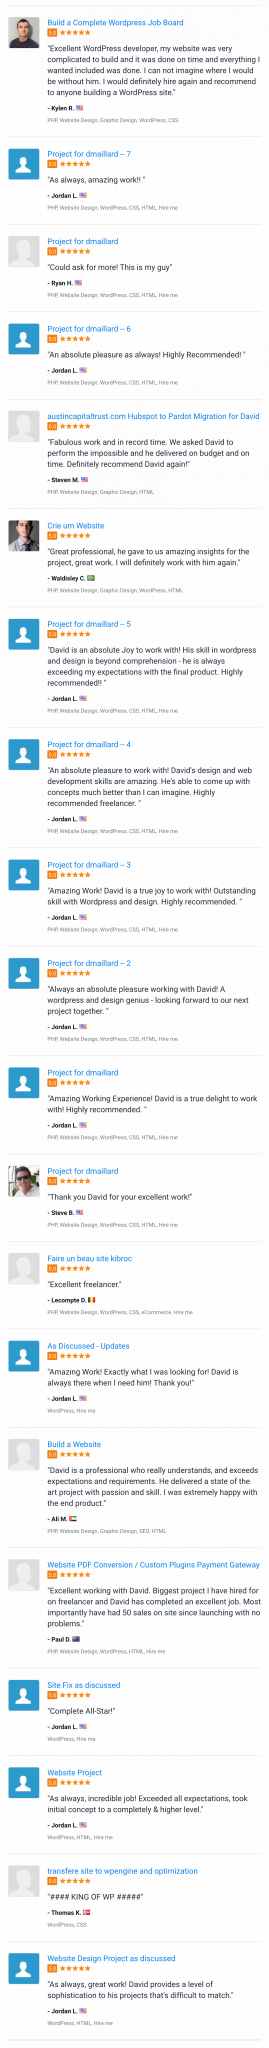 Build a Complete Wordpress Job Board
5.0
"Excellent WordPress developer, my website was very
complicated to build and it was done on time and everything I
wanted included was done. I can not imagine where I would
be without him. I would definitely hire again and recommend
to anyone building a WordPress site."
- Kylen R.
PHP, Website Design, Graphic Design, WordPress, CSS
Project for dmaillard -- 7
5.0
"As always, amazing work!! "
- Jordan L.
PHP, Website Design, WordPress, CSS, HTML, Hire me
Project for dmaillard
5.0
"Could ask for more! This is my guy"
- Ryan H.
PHP, Website Design, WordPress, CSS, HTML, Hire me
Project for dmaillard -- 6
5.0
"An absolute pleasure as always! Highly Recommended! "
- Jordan L.
PHP, Website Design, WordPress, CSS, HTML, Hire me
austincapitaltrust.com Hubspot to Pardot Migration for David
5.0
"Fabulous work and in record time. We asked David to
perform the impossible and he delivered on budget and on
time. Definitely recommend David again!"
- Steven M.
PHP, Website Design, Graphic Design, HTML
Crie um Website
5.0
"Great professional, he gave to us amazing insights for the
project, great work. I will definitely work with him again."
- Waldisley C.
PHP, Website Design, Graphic Design, WordPress, HTML
Project for dmaillard -- 5
5.0
"David is an absolute Joy to work with! His skill in wordpress
and design is beyond comprehension - he is always
exceeding my expectations with the final product. Highly
recommended!! "
- Jordan L.
PHP, Website Design, WordPress, CSS, HTML, Hire me
Project for dmaillard -- 4
5.0
"An absolute pleasure to work with! David's design and web
development skills are amazing. He's able to come up with
concepts much better than I can imagine. Highly
recommended freelancer. "
- Jordan L.
PHP, Website Design, WordPress, CSS, HTML, Hire me
Project for dmaillard -- 3
5.0
"Amazing Work! David is a true joy to work with! Outstanding
skill with Wordpress and design. Highly recommended. "
- Jordan L.
PHP, Website Design, WordPress, CSS, HTML, Hire me
Project for dmaillard -- 2
5.0
"Always an absolute pleasure working with David! A
wordpress and design genius - looking forward to our next
project together. "
- Jordan L.
PHP, Website Design, WordPress, CSS, HTML, Hire me
Project for dmaillard
5.0
"Amazing Working Experience! David is a true delight to work
with! Highly recommended. "
- Jordan L.
PHP, Website Design, WordPress, CSS, HTML, Hire me
Project for dmaillard
5.0
"Thank you David for your excellent work!"
- Steve B.
PHP, Website Design, WordPress, CSS, HTML, Hire me
Faire un beau site kibroc
5.0
"Excellent freelancer."
- Lecompte D.
PHP, Website Design, WordPress, CSS, eCommerce, Hire me
As Discussed - Updates
5.0
"Amazing Work! Exactly what I was looking for! David is
always there when I need him! Thank you!"
- Jordan L.
WordPress, Hire me
Build a Website
5.0
"David is a professional who really understands, and exceeds
expectations and requirements. He delivered a state of the
art project with passion and skill. I was extremely happy with
the end product."
- Ali M.
PHP, Website Design, Graphic Design, SEO, HTML
Website PDF Conversion / Custom Plugins Payment Gateway
5.0
"Excellent working with David. Biggest project I have hired for
on freelancer and David has completed an excellent job. Most
importantly have had 50 sales on site since launching with no
problems."
- Paul D.
PHP, Website Design, WordPress, HTML, Hire me
Site Fix as discussed
5.0
"Complete All-Star!"
- Jordan L.
WordPress, Hire me
Website Project
5.0
"As always, incredible job! Exceeded all expectations, took
initial concept to a completely & higher level."
- Jordan L.
WordPress, HTML, Hire me
transfere site to wpengine and optimization
5.0
"#### KING OF WP #####"
- Thomas K.
WordPress, CSS
Website Design Project as discussed
5.0
"As always, great work! David provides a level of
sophistication to his projects that's difficult to match."
- Jordan L.
WordPress, HTML, Hire me